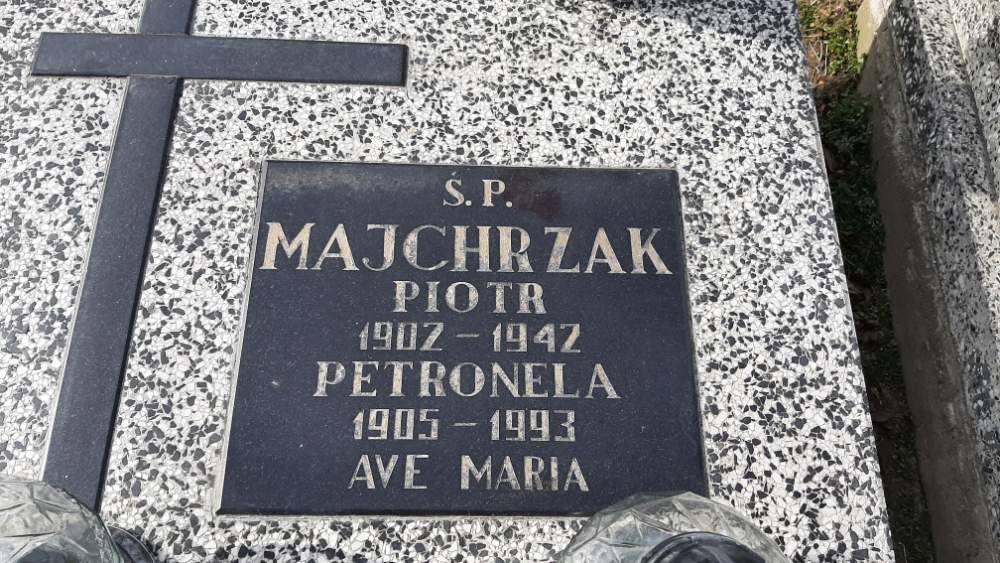 Ś.P.
MAJCHRZAK
PIOTR
1902-1942
PETRONELA
1905-1993
AVE MARIA